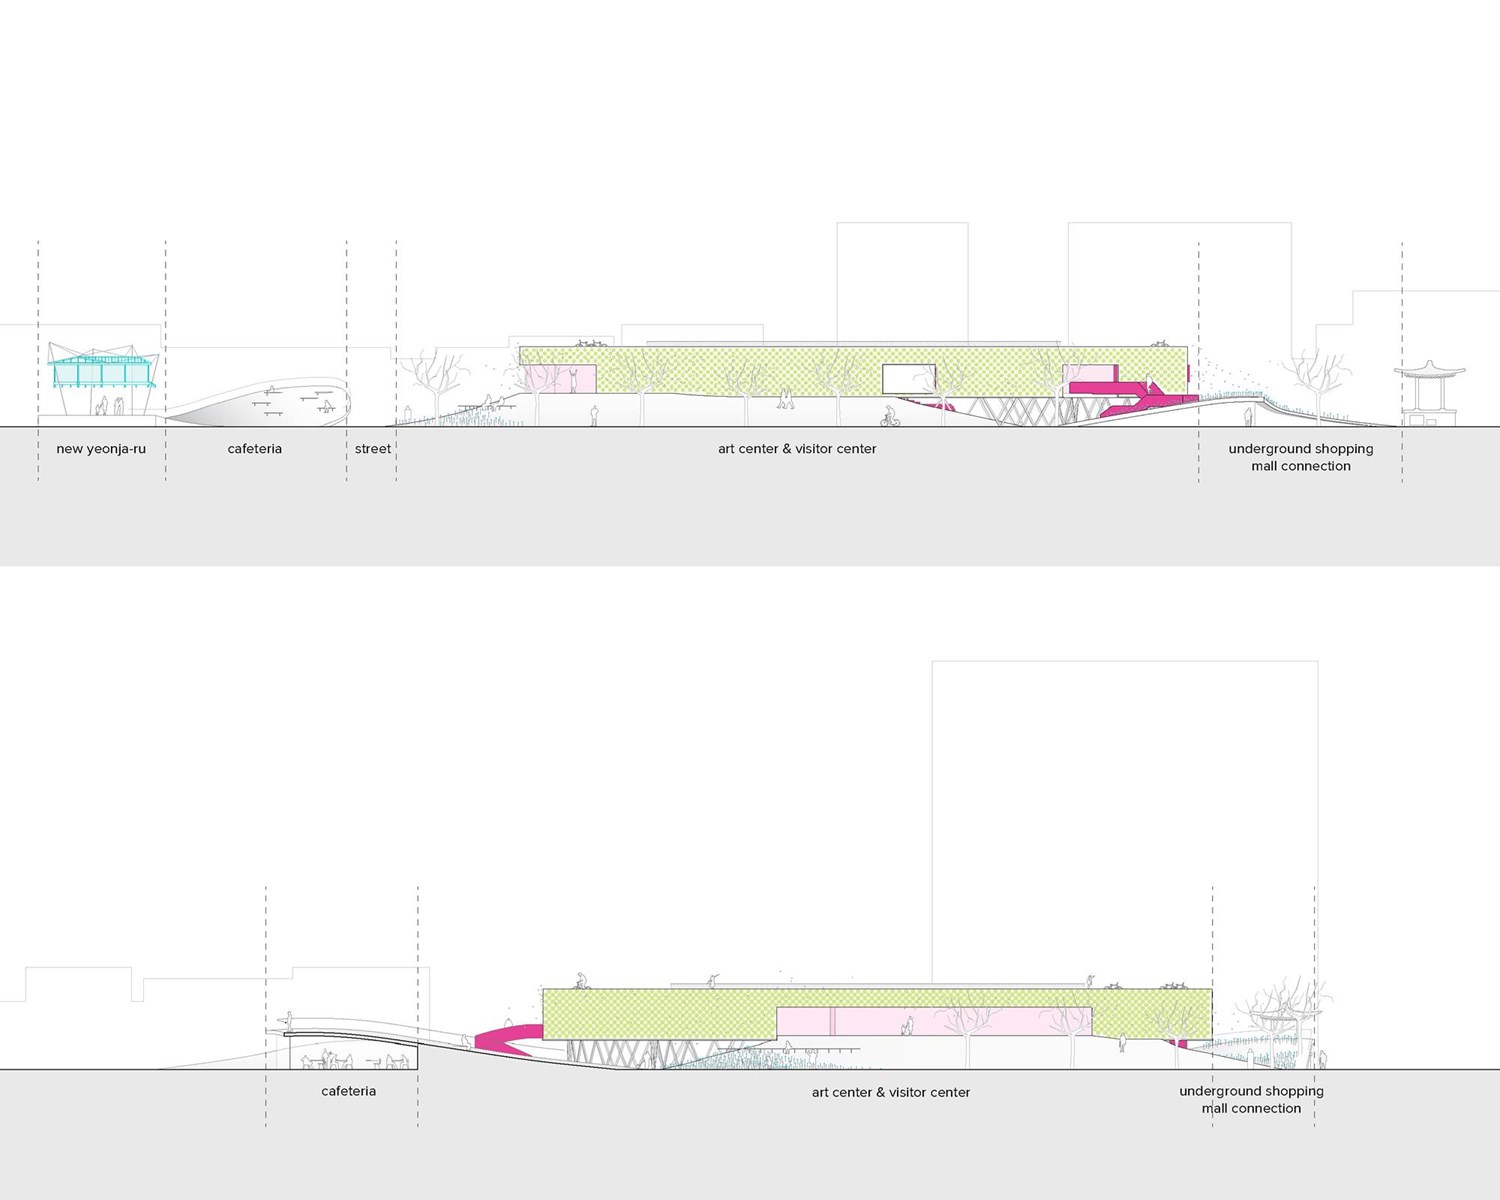 new yeonja-ru
cafeteria
street
art center & visitor center
underground shopping
mall connection
cafeteria
art center & visitor center
underground shopping
mall connection